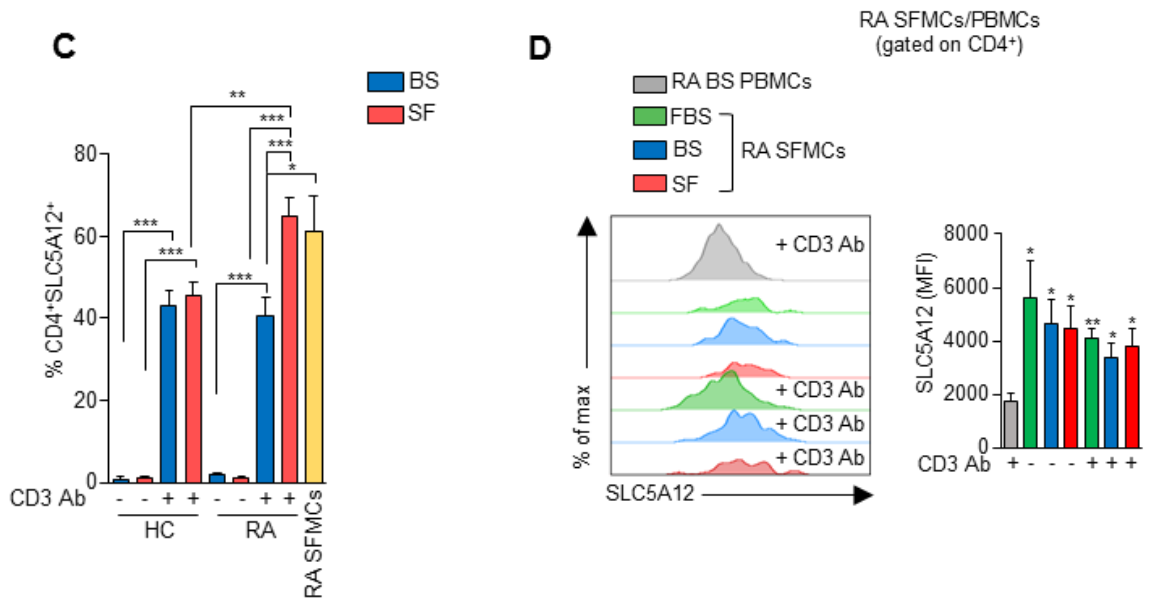 C
BS
SF
**
***
***
*
***
***
***
% CD4⁺SLC5A12⁺
80
60
40
20
0
CD3 Ab - - + + - - + +
HC RA RA SFMCs
D
RA SFMCs/PBMCs
(gated on CD4⁺)
RA BS PBMCs
FBS
BS
SF
RA SFMCs
+ CD3 Ab
+ CD3 Ab
+ CD3 Ab
+ CD3 Ab
% of max
SLC5A12
SLC5A12 (MFI)
8000
6000
4000
2000
0
* * * ** * *
CD3 Ab + - - - + + +